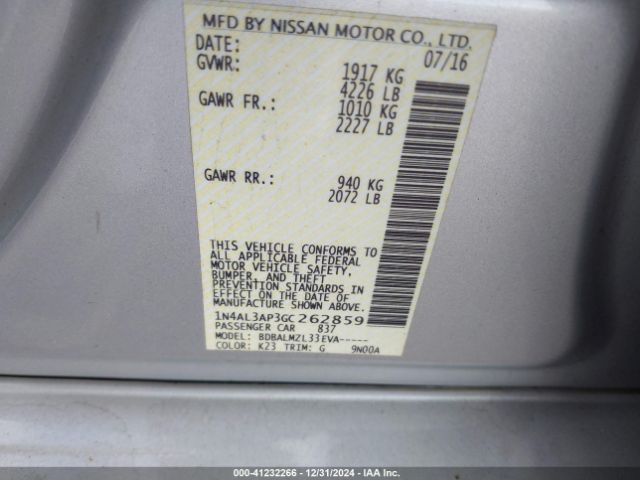 MFD BY NISSAN MOTOR CO., LTD.
DATE: 07/16
GVWR: 1917 KG
4226 LB
GAWR FR.: 1010 KG
2227 LB
GAWR RR.: 940 KG
2072 LB
THIS VEHICLE CONFORMS TO
ALL APPLICABLE FEDERAL
MOTOR VEHICLE SAFETY,
BUMPER, AND THEFT
PREVENTION STANDARDS
IN EFFECT ON THE DATE OF
MANUFACTURE SHOWN ABOVE.
1N4AL3AP3GC262859
PASSENGER CAR 837
MODEL: BDBALMZL33EVA-----
COLOR: K23 TRIM: G 9N00A
000-41232266 - 12/31/2024 - IAAI.COM